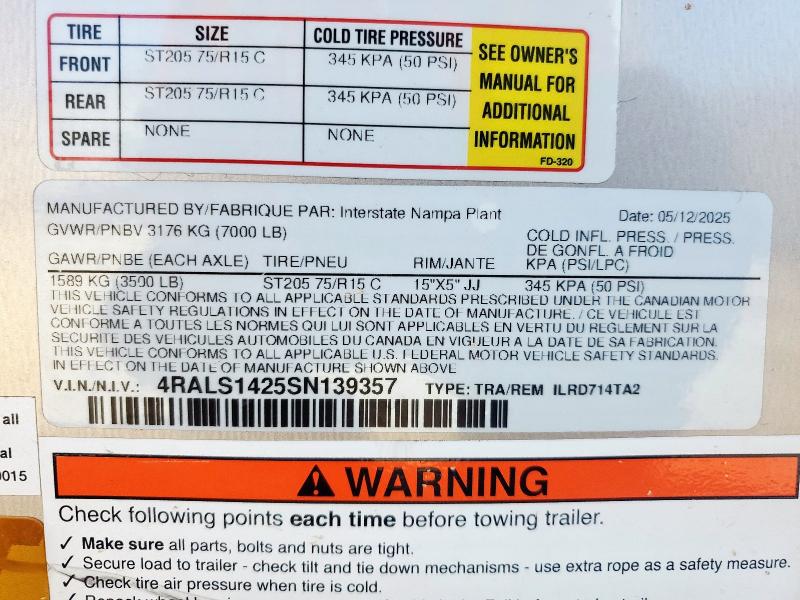 TIRE SIZE COLD TIRE PRESSURE
FRONT ST205 75/R15 C 345 KPA (50 PSI)
REAR ST205 75/R15 C 345 KPA (50 PSI)
SPARE NONE NONE
SEE OWNER'S
MANUAL FOR
ADDITIONAL
INFORMATION
FD-320
MANUFACTURED BY/FABRIQUE PAR: Interstate Nampa Plant Date: 05/12/2025
GVWR/PNBV 3176 KG (7000 LB)
COLD INFL. PRESS. / PRESS.
DE GONFL. A FROID
GAWR/PNBE (EACH AXLE) TIRE/PNEU RIM/JANTE KPA (PSI/LPC)
1589 KG (3500 LB) ST205 75/R15 C 15"X5" JJ 345 KPA (50 PSI)
THIS VEHICLE CONFORMS TO ALL APPLICABLE STANDARDS PRESCRIBED UNDER THE CANADIAN MOTOR
VEHICLE SAFETY REGULATIONS IN EFFECT ON THE DATE OF MANUFACTURE. / CE VEHICULE EST
CONFORME A TOUTES LES NORMES QUI LUI SONT APPLICABLES EN VERTU DU REGLEMENT SUR LA
SECURITE DES VEHICULES AUTOMOBILES DU CANADA EN VIGUEUR A LA DATE DE SA FABRICATION.
THIS VEHICLE CONFORMS TO ALL APPLICABLE U.S. FEDERAL MOTOR VEHICLE SAFETY STANDARDS.
IN EFFECT ON THE DATE OF MANUFACTURE SHOWN ABOVE
V.I.N./N.I.V.: 4RALS1425SN139357 TYPE: TRA/REM ILRD714TA2
all
al
0015
WARNING
Check following points each time before towing trailer.
✓ Make sure all parts, bolts and nuts are tight.
✓ Secure load to trailer - check tilt and tie down mechanisms - use extra rope as a safety measure.
✓ Check tire air pressure when tire is cold.